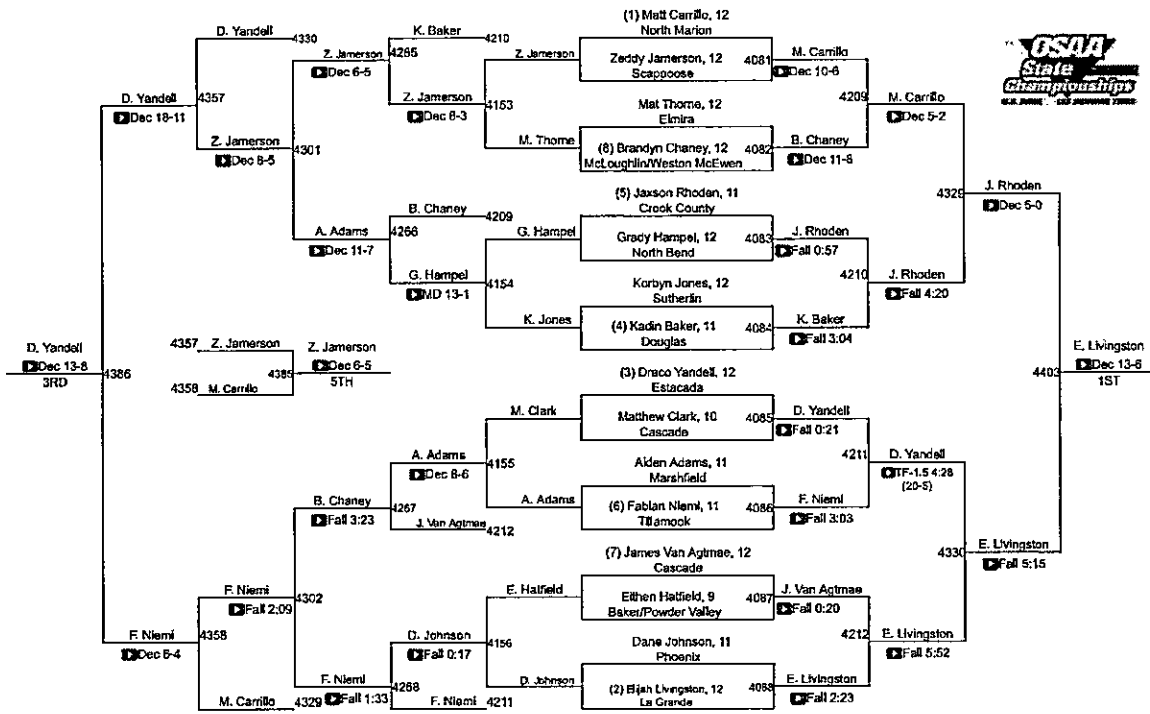 (1) Matt Carrillo, 12
North Marion
Zeddy Jamerson, 12
Scappoose
4081
Mat Thorne, 12
Elmira
(8) Brandyn Chaney, 12
McLoughlin/Weston McEwen
4082
(5) Jaxson Rhoden, 11
Crook County
Grady Hampel, 12
North Bend
4083
Korbyn Jones, 12
Sutherlin
(4) Kadin Baker, 11
Douglas
4084
(3) Draco Yandell, 12
Estacada
Matthew Clark, 10
Cascade
4085
Aiden Adams, 11
Marshfield
(6) Fabian Niemi, 11
Tillamook
4086
(7) James Van Agtmae, 12
Cascade
Eithen Hatfield, 9
Baker/Powder Valley
4087
Dane Johnson, 11
Phoenix
(2) Elijah Livingston, 12
La Grande
4088
M. Carrillo
Dec 10-6
4209
B. Chaney
Dec 11-8
J. Rhoden
Fall 0:57
4210
K. Baker
Fall 3:04
D. Yandell
Fall 0:21
4211
F. Niemi
Fall 3:03
J. Van Agtmae
Fall 0:20
4212
E. Livingston
Fall 2:23
M. Carrillo
Dec 5-2
4329
J. Rhoden
Fall 4:20
D. Yandell
TF-1.5 4:28
(20-5)
4330
E. Livingston
Fall 5:52
J. Rhoden
Dec 5-0
4403
E. Livingston
Fall 5:15
E. Livingston
Dec 13-6
1ST
OSAA
State
Championships
Z. Jamerson
4153
M. Thorne
G. Hampel
4154
K. Jones
M. Clark
4155
A. Adams
E. Hatfield
4156
D. Johnson
K. Baker
4210
4265
Z. Jamerson
Dec 8-3
B. Chaney
4209
4266
G. Hampel
MD 13-1
A. Adams
Dec 8-6
4267
J. Van Agtmae
4212
D. Johnson
Fall 0:17
4268
F. Niemi
4211
Z. Jamerson
Dec 6-5
4301
A. Adams
Dec 11-7
B. Chaney
Fall 3:23
4302
F. Niemi
Fall 1:33
D. Yandell
4330
4357
Z. Jamerson
Dec 8-5
F. Niemi
Fall 2:09
4358
M. Carrillo
4329
D. Yandell
Dec 18-11
4386
F. Niemi
Dec 6-4
D. Yandell
Dec 13-8
3RD
4357
Z. Jamerson
4385
4358
M. Carrillo
Z. Jamerson
Dec 6-5
5TH